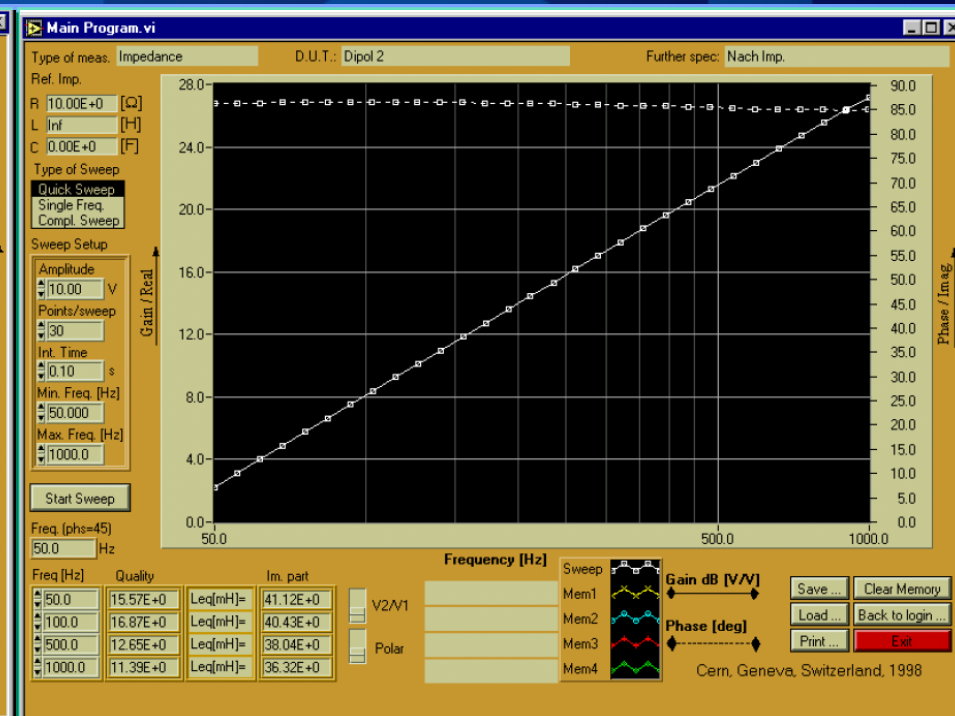 Main Program.vi
Type of meas. Impedance D.U.T.: Dipol 2 Further spec: Nach Imp.
Ref. Imp.
R 10.00E+0 [Ω]
L Inf [H]
C 0.00E+0 [F]
Type of Sweep
Quick Sweep
Single Freq.
Compl. Sweep
Sweep Setup
Amplitude
10.00 V
Points/sweep
30
Int. Time
0.10 s
Min. Freq. [Hz]
50.000
Max. Freq. [Hz]
1000.0
Start Sweep
Freq. (phs=45)
50.0 Hz
Gain / Real
28.0
24.0
20.0
16.0
12.0
8.0
4.0
0.0
90.0
85.0
80.0
75.0
70.0
65.0
60.0
55.0
50.0
45.0
40.0
35.0
30.0
25.0
20.0
15.0
10.0
5.0
0.0
Phase / Imag
50.0 500.0 1000.0
Frequency [Hz]
Freq [Hz] Quality Im. part
50.0 15.57E+0 Leq[mH]= 41.12E+0
100.0 16.87E+0 Leq[mH]= 40.43E+0
500.0 12.65E+0 Leq[mH]= 38.04E+0
1000.0 11.39E+0 Leq[mH]= 36.32E+0
V2/V1
Polar
Sweep
Mem1
Mem2
Mem3
Mem4
Gain dB [V/V]
Phase [deg]
Save ... Clear Memory
Load ... Back to login ...
Print ... Exit
Cern, Geneva, Switzerland, 1998